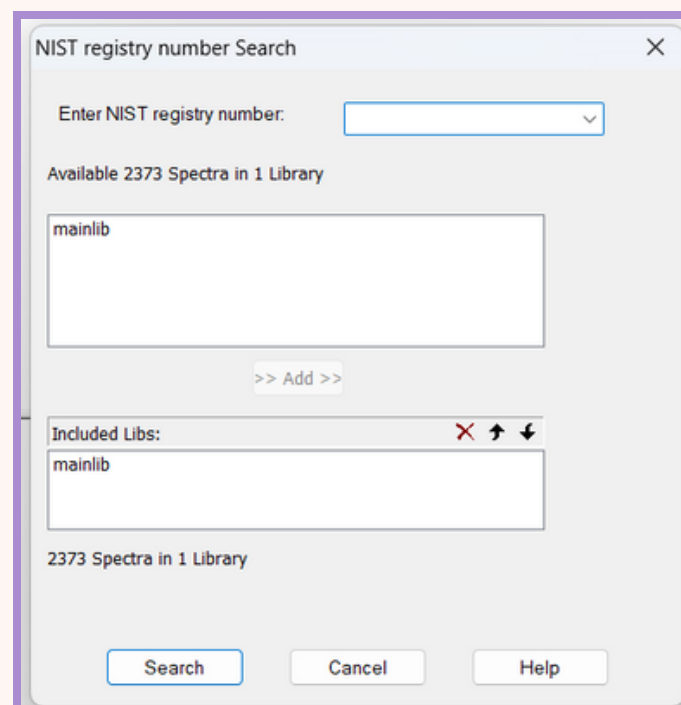 NIST registry number Search
Enter NIST registry number:
Available 2373 Spectra in 1 Library
mainlib
>> Add >>
Included Libs:
mainlib
2373 Spectra in 1 Library
Search Cancel Help